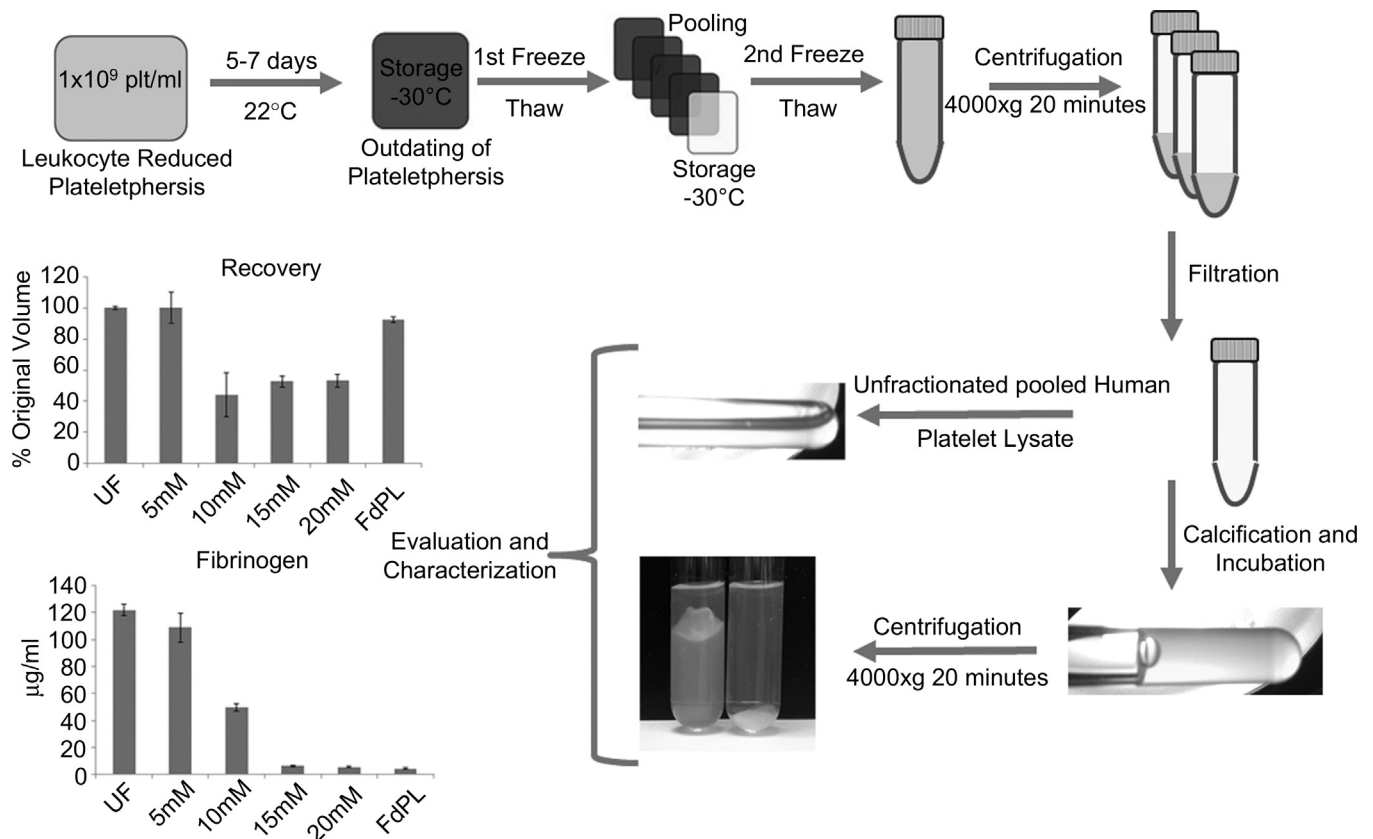 1x10⁹ plt/ml
Leukocyte Reduced
Plateletphersis
5-7 days
22°C
Storage
-30°C
Outdating of
Plateletphersis
1st Freeze
Thaw
Pooling
Storage
-30°C
2nd Freeze
Thaw
Centrifugation
4000xg 20 minutes
Filtration
Unfractionated pooled Human
Platelet Lysate
Calcification and
Incubation
Centrifugation
4000xg 20 minutes
Evaluation and
Characterization
Recovery
% Original Volume
120
100
80
60
40
20
0
UF
5mM
10mM
15mM
20mM
FdPL
Fibrinogen
µg/ml
140
120
100
80
60
40
20
0
UF
5mM
10mM
15mM
20mM
FdPL